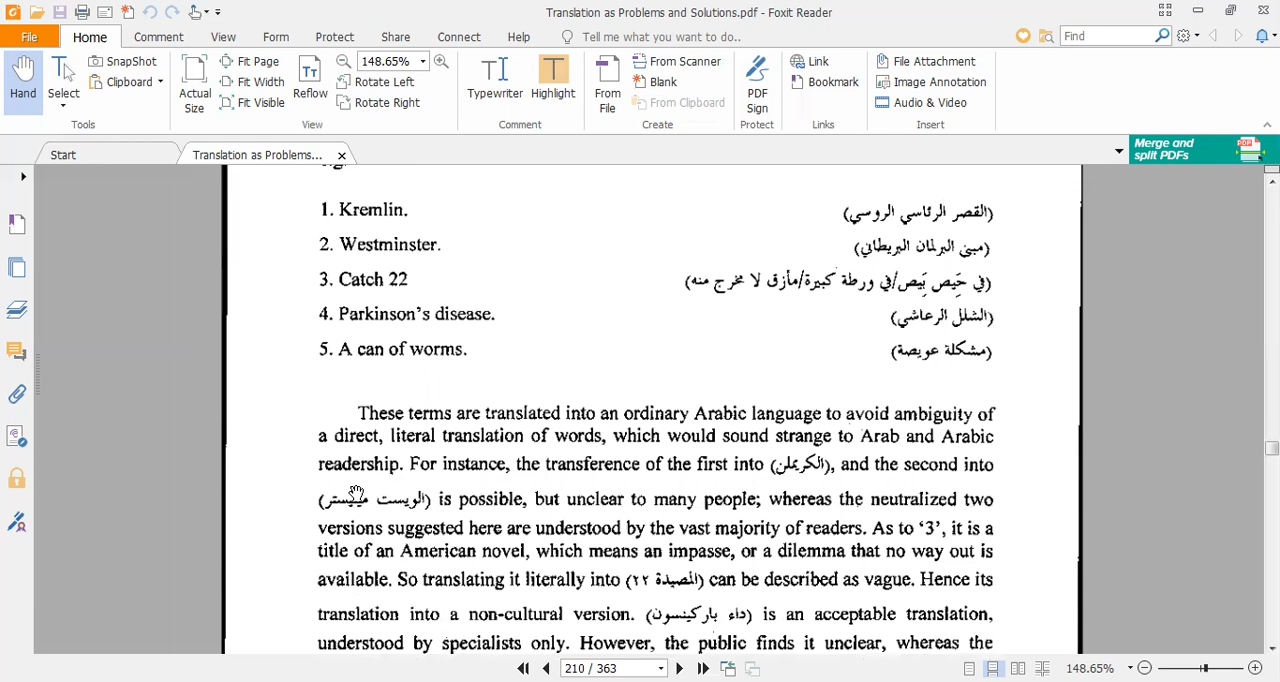 Translation as Problems and Solutions.pdf - Foxit Reader
File Home Comment View Form Protect Share Connect Help Tell me what you want to do.. Find
Hand Select SnapShot Clipboard Actual Size Fit Page Fit Width Fit Visible Reflow 148.65% Rotate Left Rotate Right Typewriter Highlight From File From Scanner Blank From Clipboard PDF Sign Link Bookmark File Attachment Image Annotation Audio & Video
Tools View Comment Create Protect Links Insert
Start Translation as Problems... Merge and split PDFs
1. Kremlin. (القصر الرئاسي الروسي)
2. Westminster. (مبنى البرلمان البريطاني)
3. Catch 22 (في حَيص بَيص/في ورطة كبيرة/مأزق لا مخرج منه)
4. Parkinson's disease. (الشلل الرعاشي)
5. A can of worms. (مشكلة عويصة)
These terms are translated into an ordinary Arabic language to avoid ambiguity of
a direct, literal translation of words, which would sound strange to Arab and Arabic
readership. For instance, the transference of the first into (الكريملن), and the second into
(الويست مينيستر) is possible, but unclear to many people; whereas the neutralized two
versions suggested here are understood by the vast majority of readers. As to '3', it is a
title of an American novel, which means an impasse, or a dilemma that no way out is
available. So translating it literally into (المصيدة ٢٢) can be described as vague. Hence its
translation into a non-cultural version. (داء باركينسون) is an acceptable translation,
understood by specialists only. However, the public finds it unclear, whereas the
210 / 363 148.65%